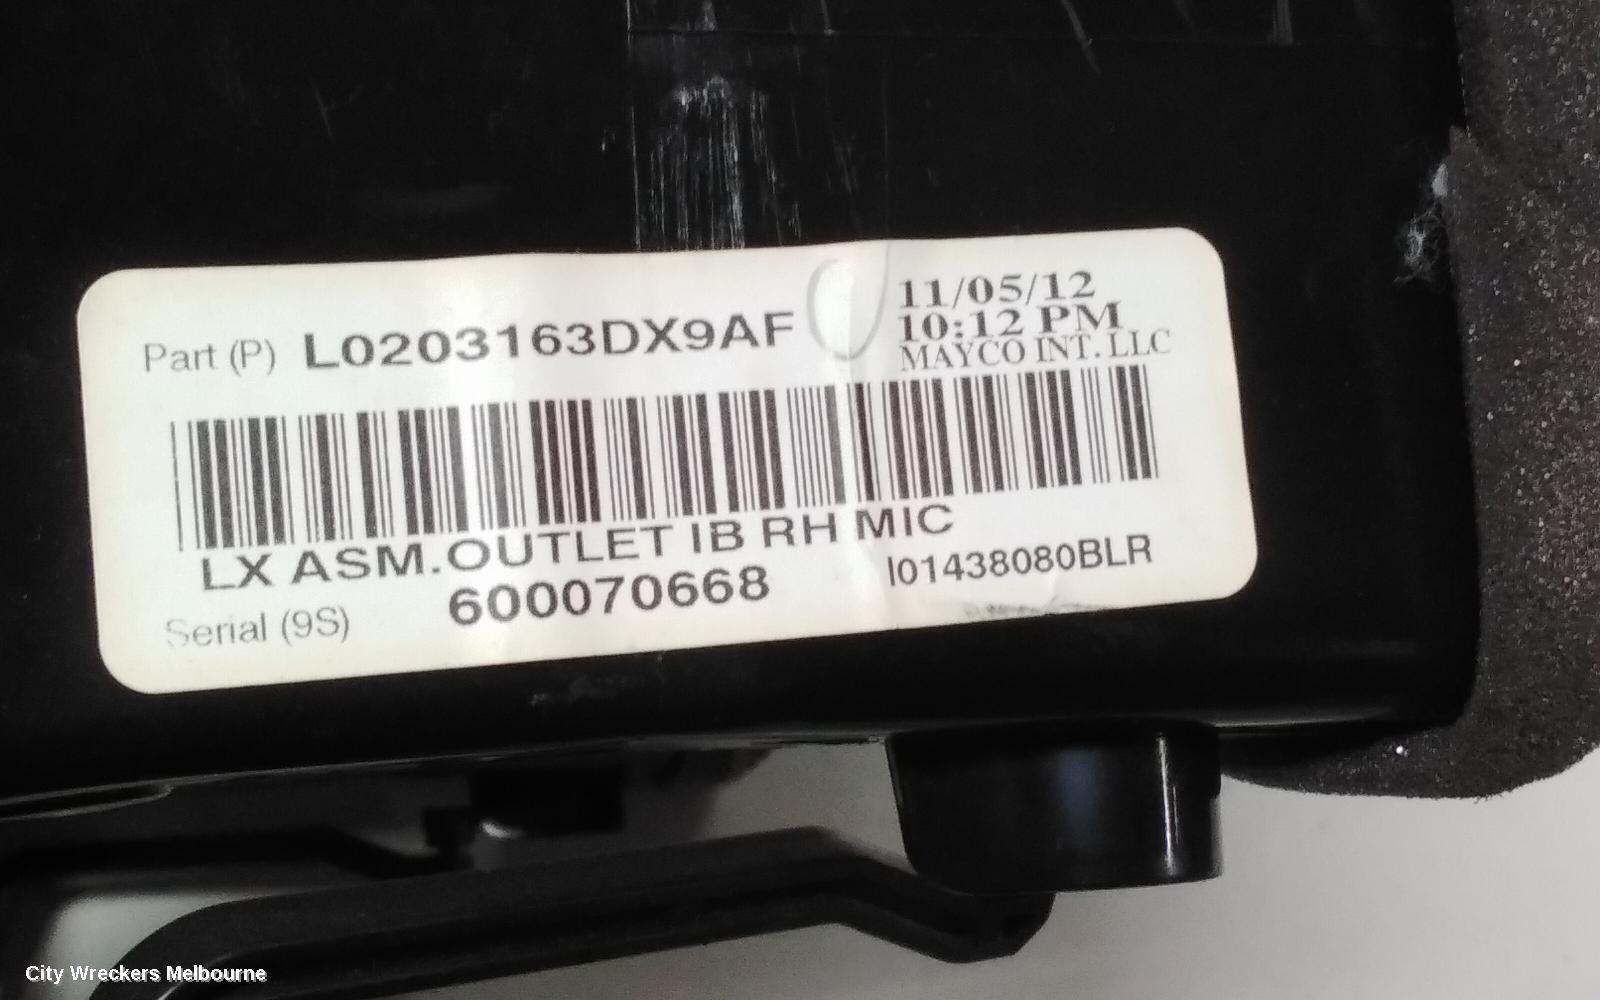 Part (P) L0203163DX9AF
11/05/12
10:12 PM
MAYCO INT. LLC
LX ASM.OUTLET IB RH MIC
Serial (9S) 600070668
I01438080BLR
City Wreckers Melbourne